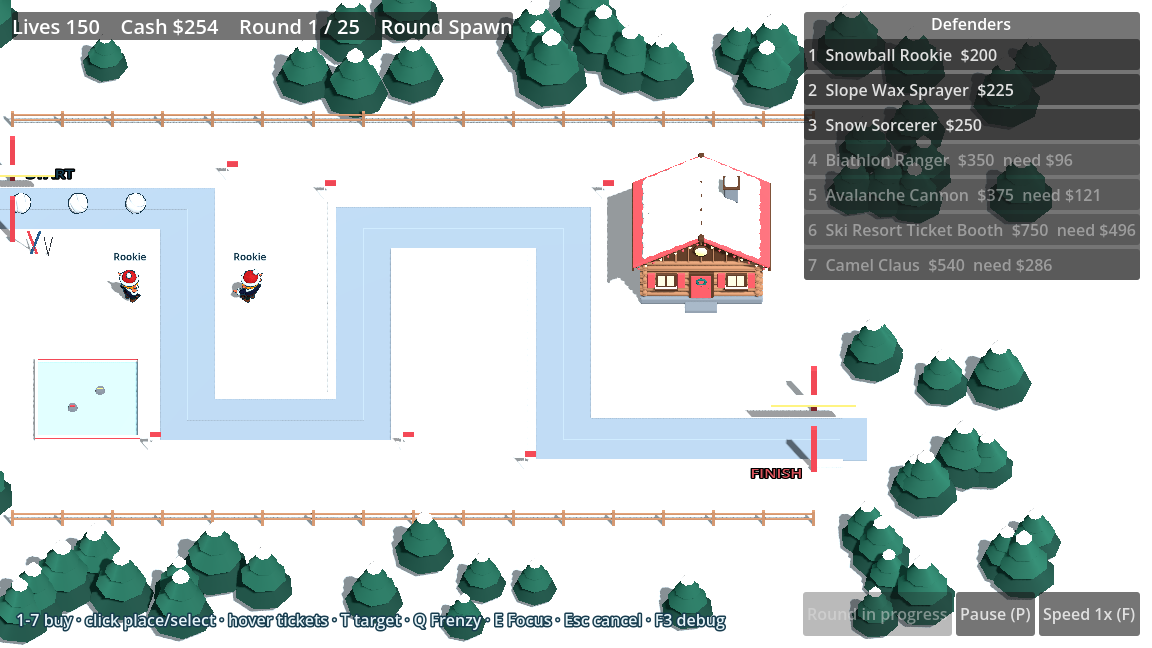 Lives 150 Cash $254 Round 1 / 25 Round Spawn
Defenders
1 Snowball Rookie $200
2 Slope Wax Sprayer $225
3 Snow Sorcerer $250
4 Biathlon Ranger $350 need $96
5 Avalanche Cannon $375 need $121
6 Ski Resort Ticket Booth $750 need $496
7 Camel Claus $540 need $286
Rookie
Rookie
FINISH
1-7 buy · click place/select · hover tickets · T target · Q Frenzy · E Focus · Esc cancel · F3 debug
Round in progress
Pause (P)
Speed 1x (F)